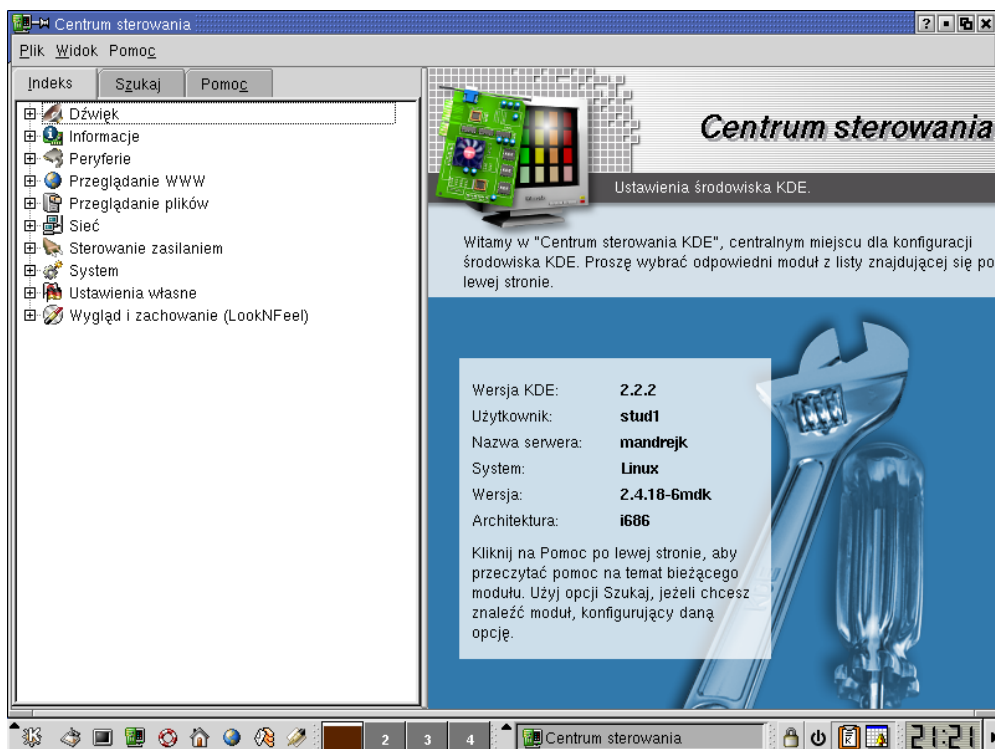 Centrum sterowania
Plik Widok Pomoc
Indeks Szukaj Pomoc
Dźwięk
Informacje
Peryferie
Przeglądanie WWW
Przeglądanie plików
Sieć
Sterowanie zasilaniem
System
Ustawienia własne
Wygląd i zachowanie (LookNFeel)
Centrum sterowania
Ustawienia środowiska KDE.
Witamy w "Centrum sterowania KDE", centralnym miejscu dla konfiguracji
środowiska KDE. Proszę wybrać odpowiedni moduł z listy znajdującej się po
lewej stronie.
Wersja KDE: 2.2.2
Użytkownik: stud1
Nazwa serwera: mandrejk
System: Linux
Wersja: 2.4.18-6mdk
Architektura: i686
Kliknij na Pomoc po lewej stronie, aby
przeczytać pomoc na temat bieżącego
modułu. Użyj opcji Szukaj, jeżeli chcesz
znaleźć moduł, konfigurujący daną
opcję.
2 3 4 Centrum sterowania 21:21